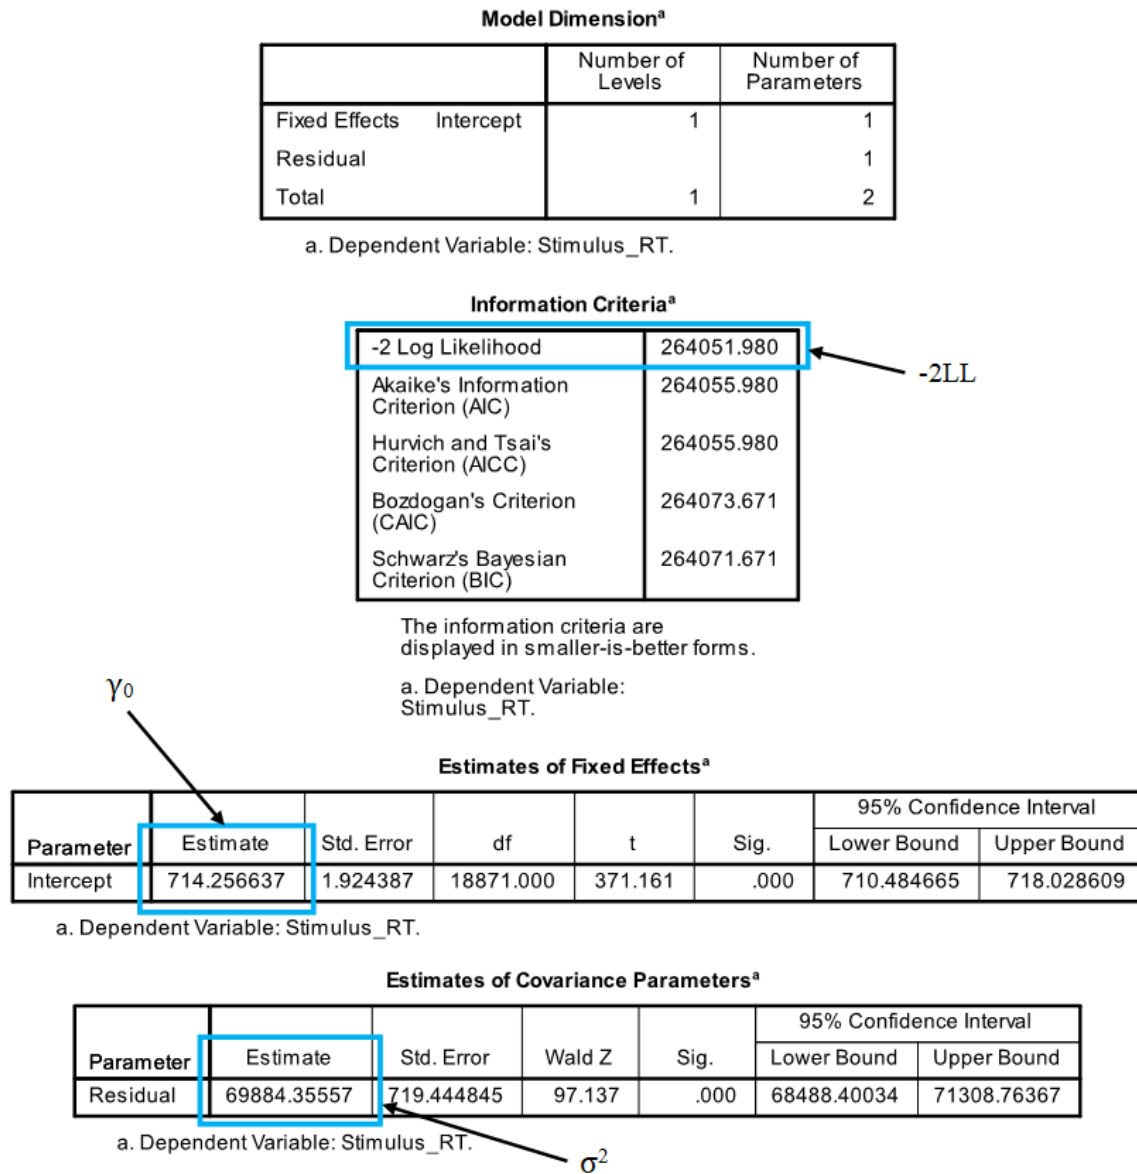 Model Dimensionᵃ
Number of Levels Number of Parameters
Fixed Effects Intercept 1 1
Residual 1
Total 1 2
a. Dependent Variable: Stimulus_RT.
Information Criteriaᵃ
-2 Log Likelihood 264051.980
-2LL
Akaike's Information
Criterion (AIC) 264055.980
Hurvich and Tsai's
Criterion (AICC) 264055.980
Bozdogan's Criterion
(CAIC) 264073.671
Schwarz's Bayesian
Criterion (BIC) 264071.671
The information criteria are
displayed in smaller-is-better forms.
a. Dependent Variable:
Stimulus_RT.
γ₀
Estimates of Fixed Effectsᵃ
95% Confidence Interval
Parameter Estimate Std. Error df t Sig. Lower Bound Upper Bound
Intercept 714.256637 1.924387 18871.000 371.161 .000 710.484665 718.028609
a. Dependent Variable: Stimulus_RT.
Estimates of Covariance Parametersᵃ
95% Confidence Interval
Parameter Estimate Std. Error Wald Z Sig. Lower Bound Upper Bound
Residual 69884.35557 719.444845 97.137 .000 68488.40034 71308.76367
a. Dependent Variable: Stimulus_RT.
σ²